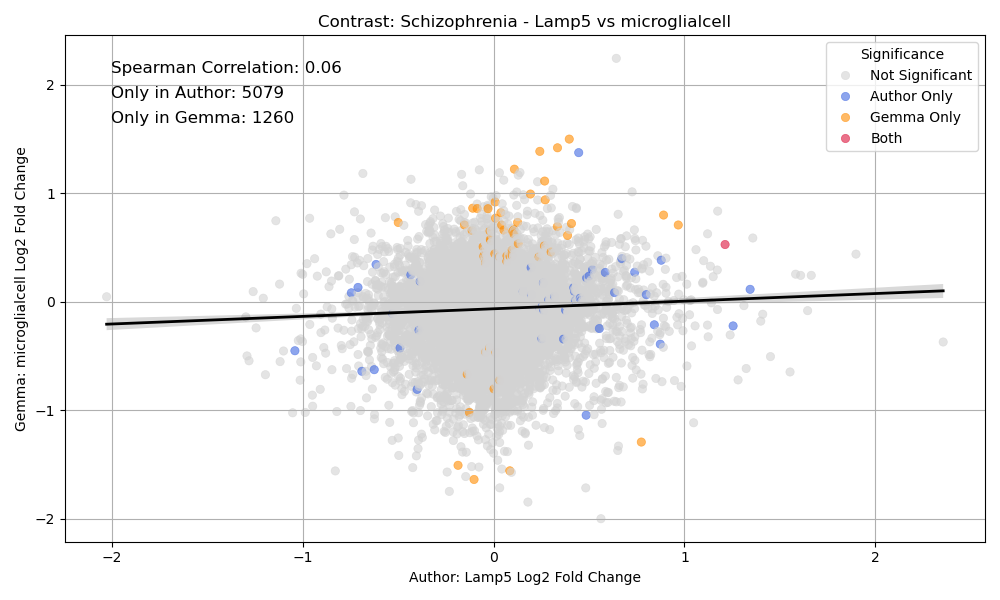 Contrast: Schizophrenia - Lamp5 vs microglialcell
Spearman Correlation: 0.06
Only in Author: 5079
Only in Gemma: 1260
Significance
Not Significant
Author Only
Gemma Only
Both
Gemma: microglialcell Log2 Fold Change
2
1
0
−1
−2
−2
−1
0
1
2
Author: Lamp5 Log2 Fold Change